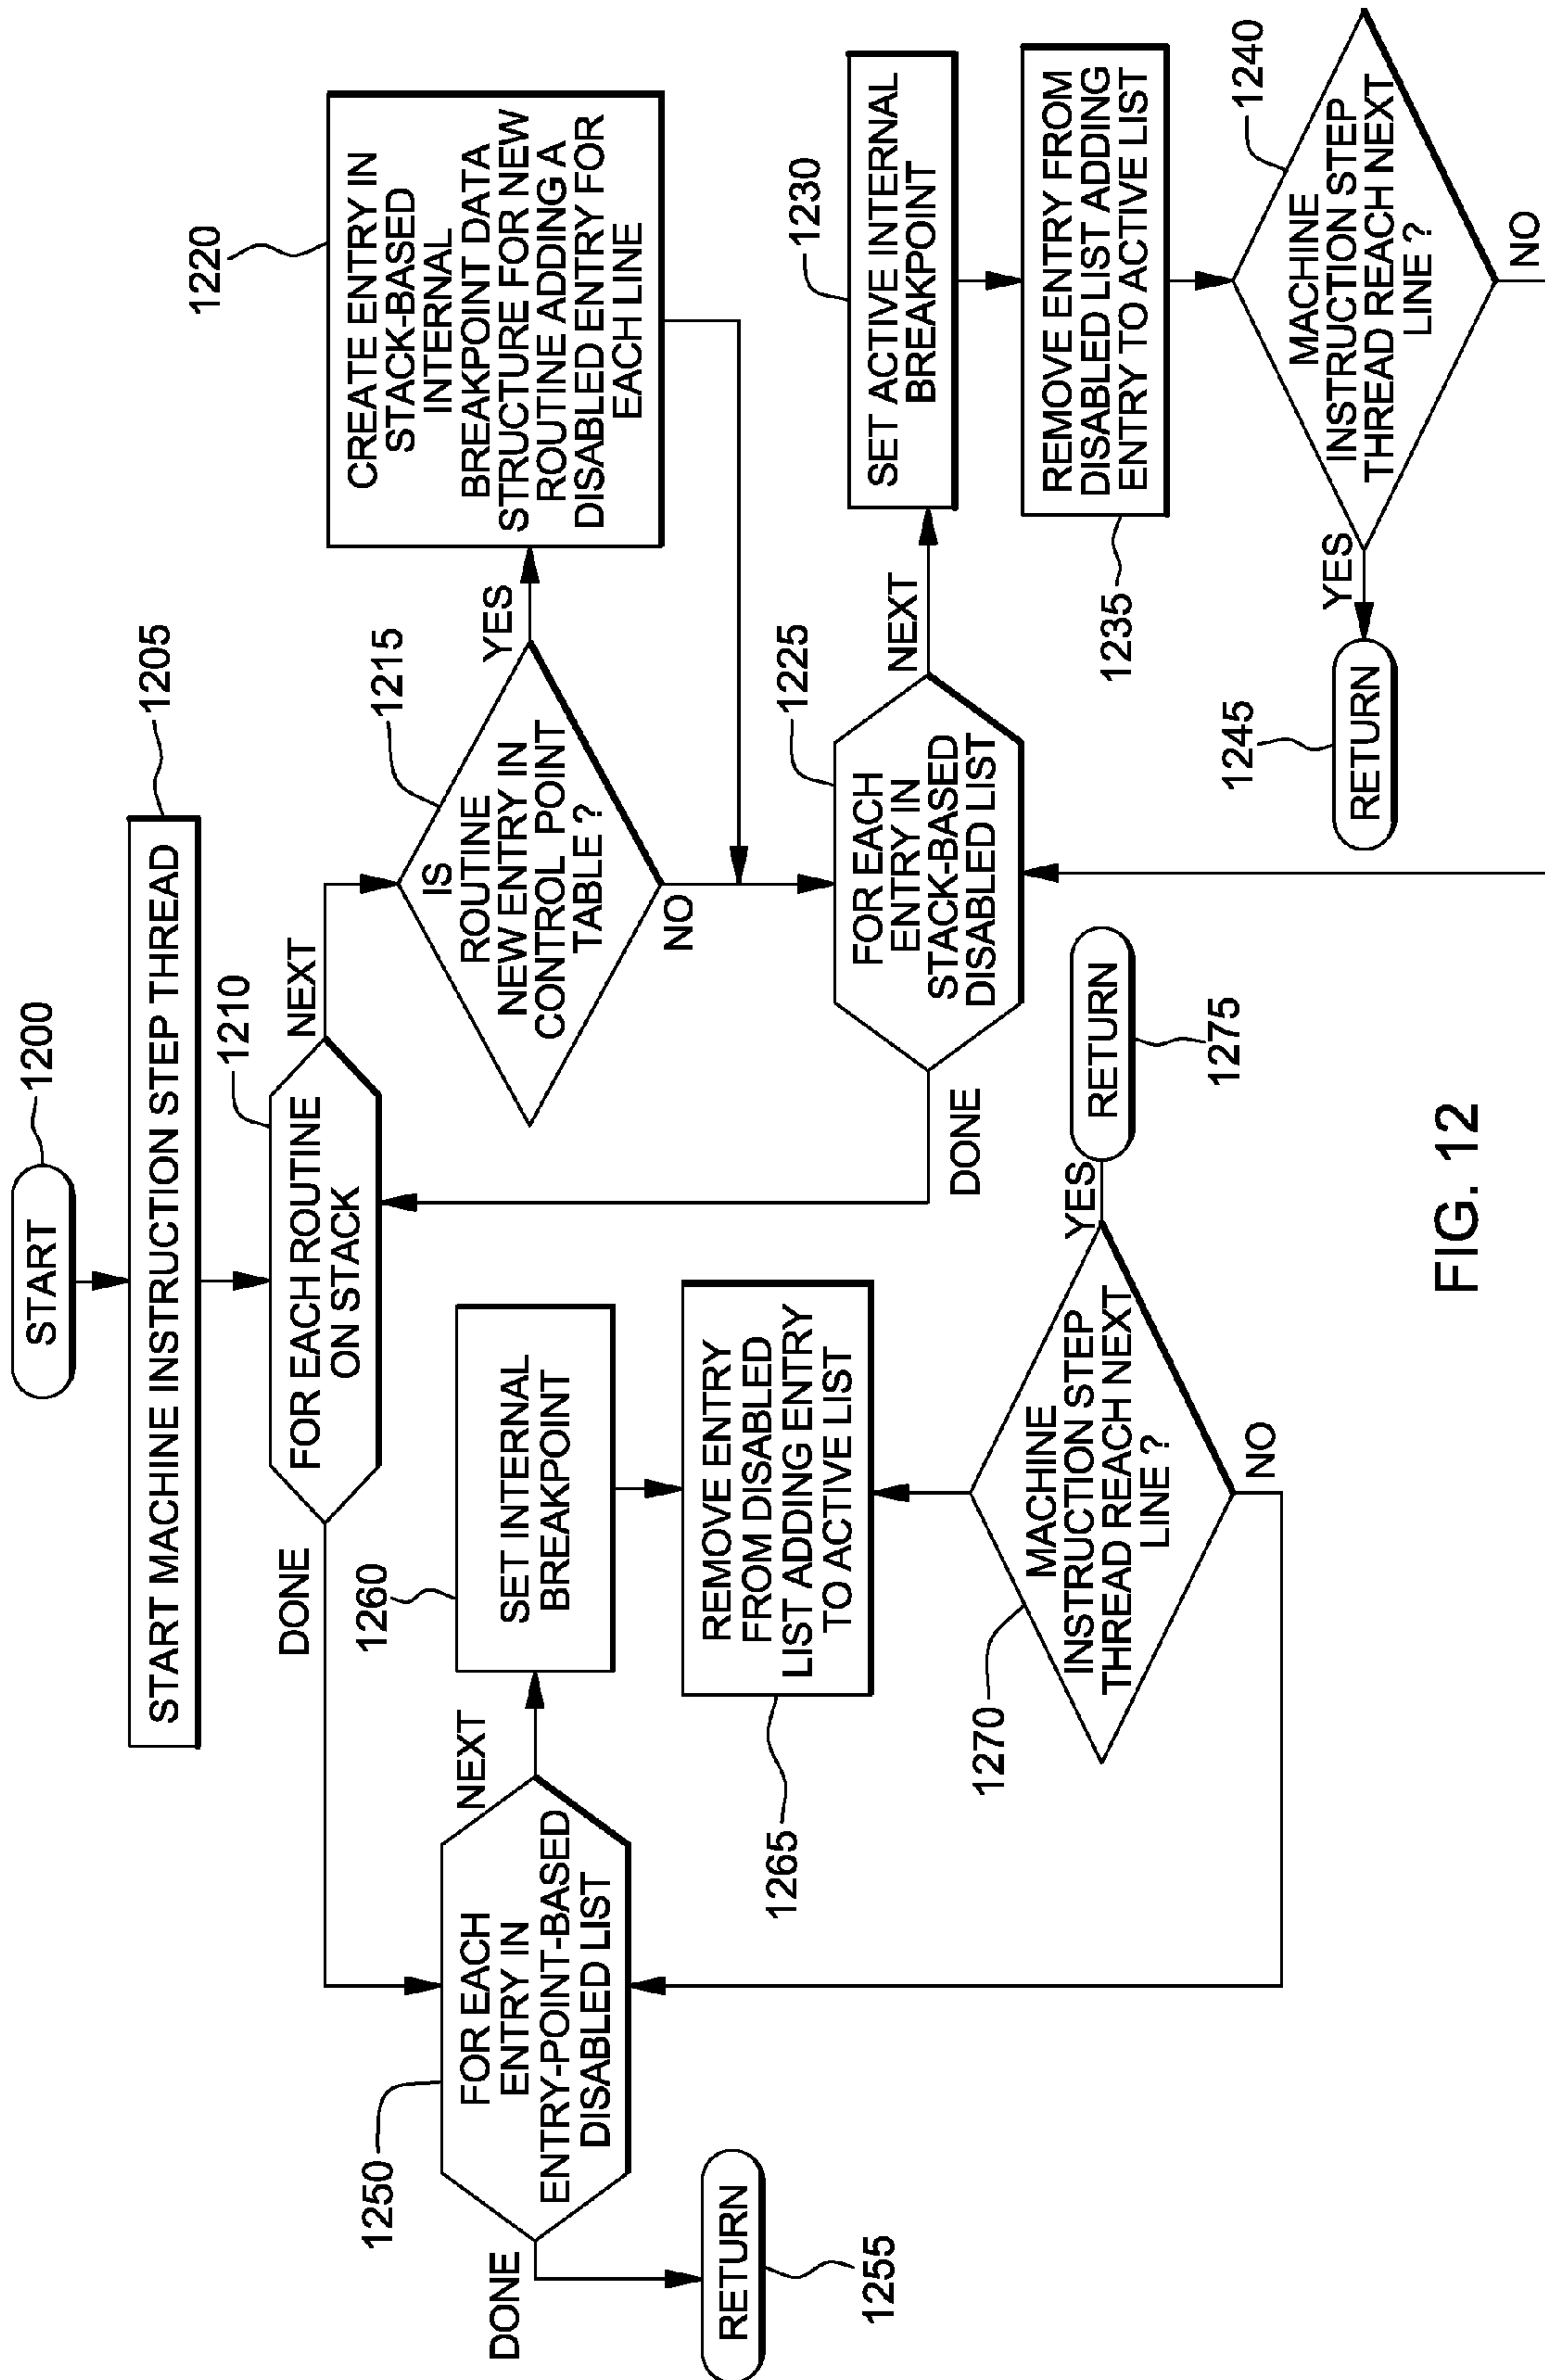 START
1200
START MACHINE INSTRUCTION STEP THREAD
1205
FOR EACH ROUTINE
ON STACK
1210
NEXT
DONE
IS
ROUTINE
NEW ENTRY IN
CONTROL POINT
TABLE ?
1215
YES
NO
CREATE ENTRY IN
STACK-BASED
INTERNAL
BREAKPOINT DATA
STRUCTURE FOR NEW
ROUTINE ADDING A
DISABLED ENTRY FOR
EACH LINE
1220
FOR EACH
ENTRY IN
STACK-BASED
DISABLED LIST
1225
NEXT
DONE
SET ACTIVE INTERNAL
BREAKPOINT
1230
REMOVE ENTRY FROM
DISABLED LIST ADDING
ENTRY TO ACTIVE LIST
1235
MACHINE
INSTRUCTION STEP
THREAD REACH NEXT
LINE ?
1240
YES
NO
RETURN
1245
FOR EACH
ENTRY IN
ENTRY-POINT-BASED
DISABLED LIST
1250
NEXT
DONE
RETURN
1255
SET INTERNAL
BREAKPOINT
1260
REMOVE ENTRY
FROM DISABLED
LIST ADDING ENTRY
TO ACTIVE LIST
1265
MACHINE
INSTRUCTION STEP
THREAD REACH NEXT
LINE ?
1270
YES
NO
RETURN
1275
FIG. 12